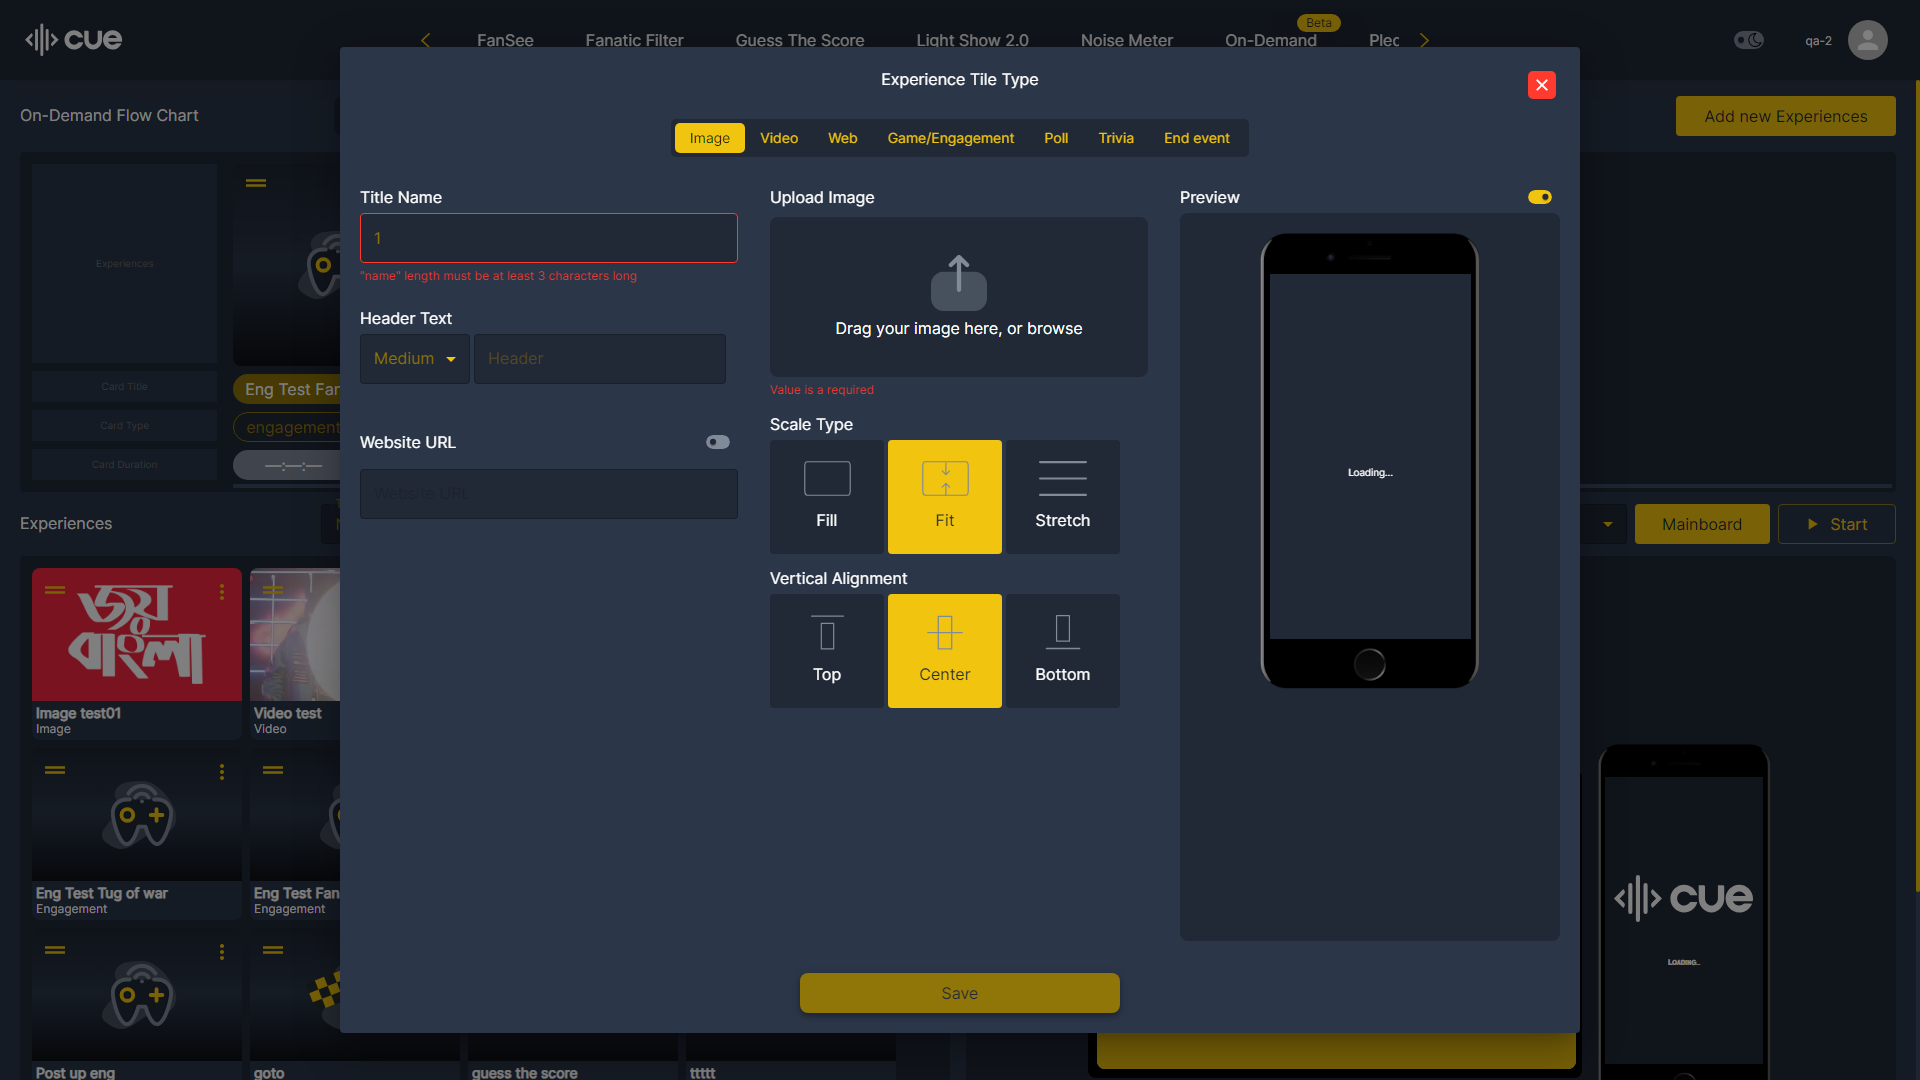 cue
FanSee
Fanatic Filter
Guess The Score
Light Show 2.0
Noise Meter
Beta
On-Demand
Plec
qa-2
On-Demand Flow Chart
Add new Experiences
Experience Tile Type
Image
Video
Web
Game/Engagement
Poll
Trivia
End event
Experiences
Card Title
Card Type
Card Duration
Eng Test Fan
engagement
—:—:—
Title Name
1
"name" length must be at least 3 characters long
Header Text
Medium
Header
Website URL
Website URL
Upload Image
Drag your image here, or browse
Value is a required
Scale Type
Fill
Fit
Stretch
Vertical Alignment
Top
Center
Bottom
Preview
Loading...
Save
Experiences
Mainboard
Start
জয়
বাংলা
Image test01
Image
Video test
Video
Eng Test Tug of war
Engagement
Eng Test Fan
Engagement
Post up eng
goto
guess the score
ttttt
cue
LOADING...